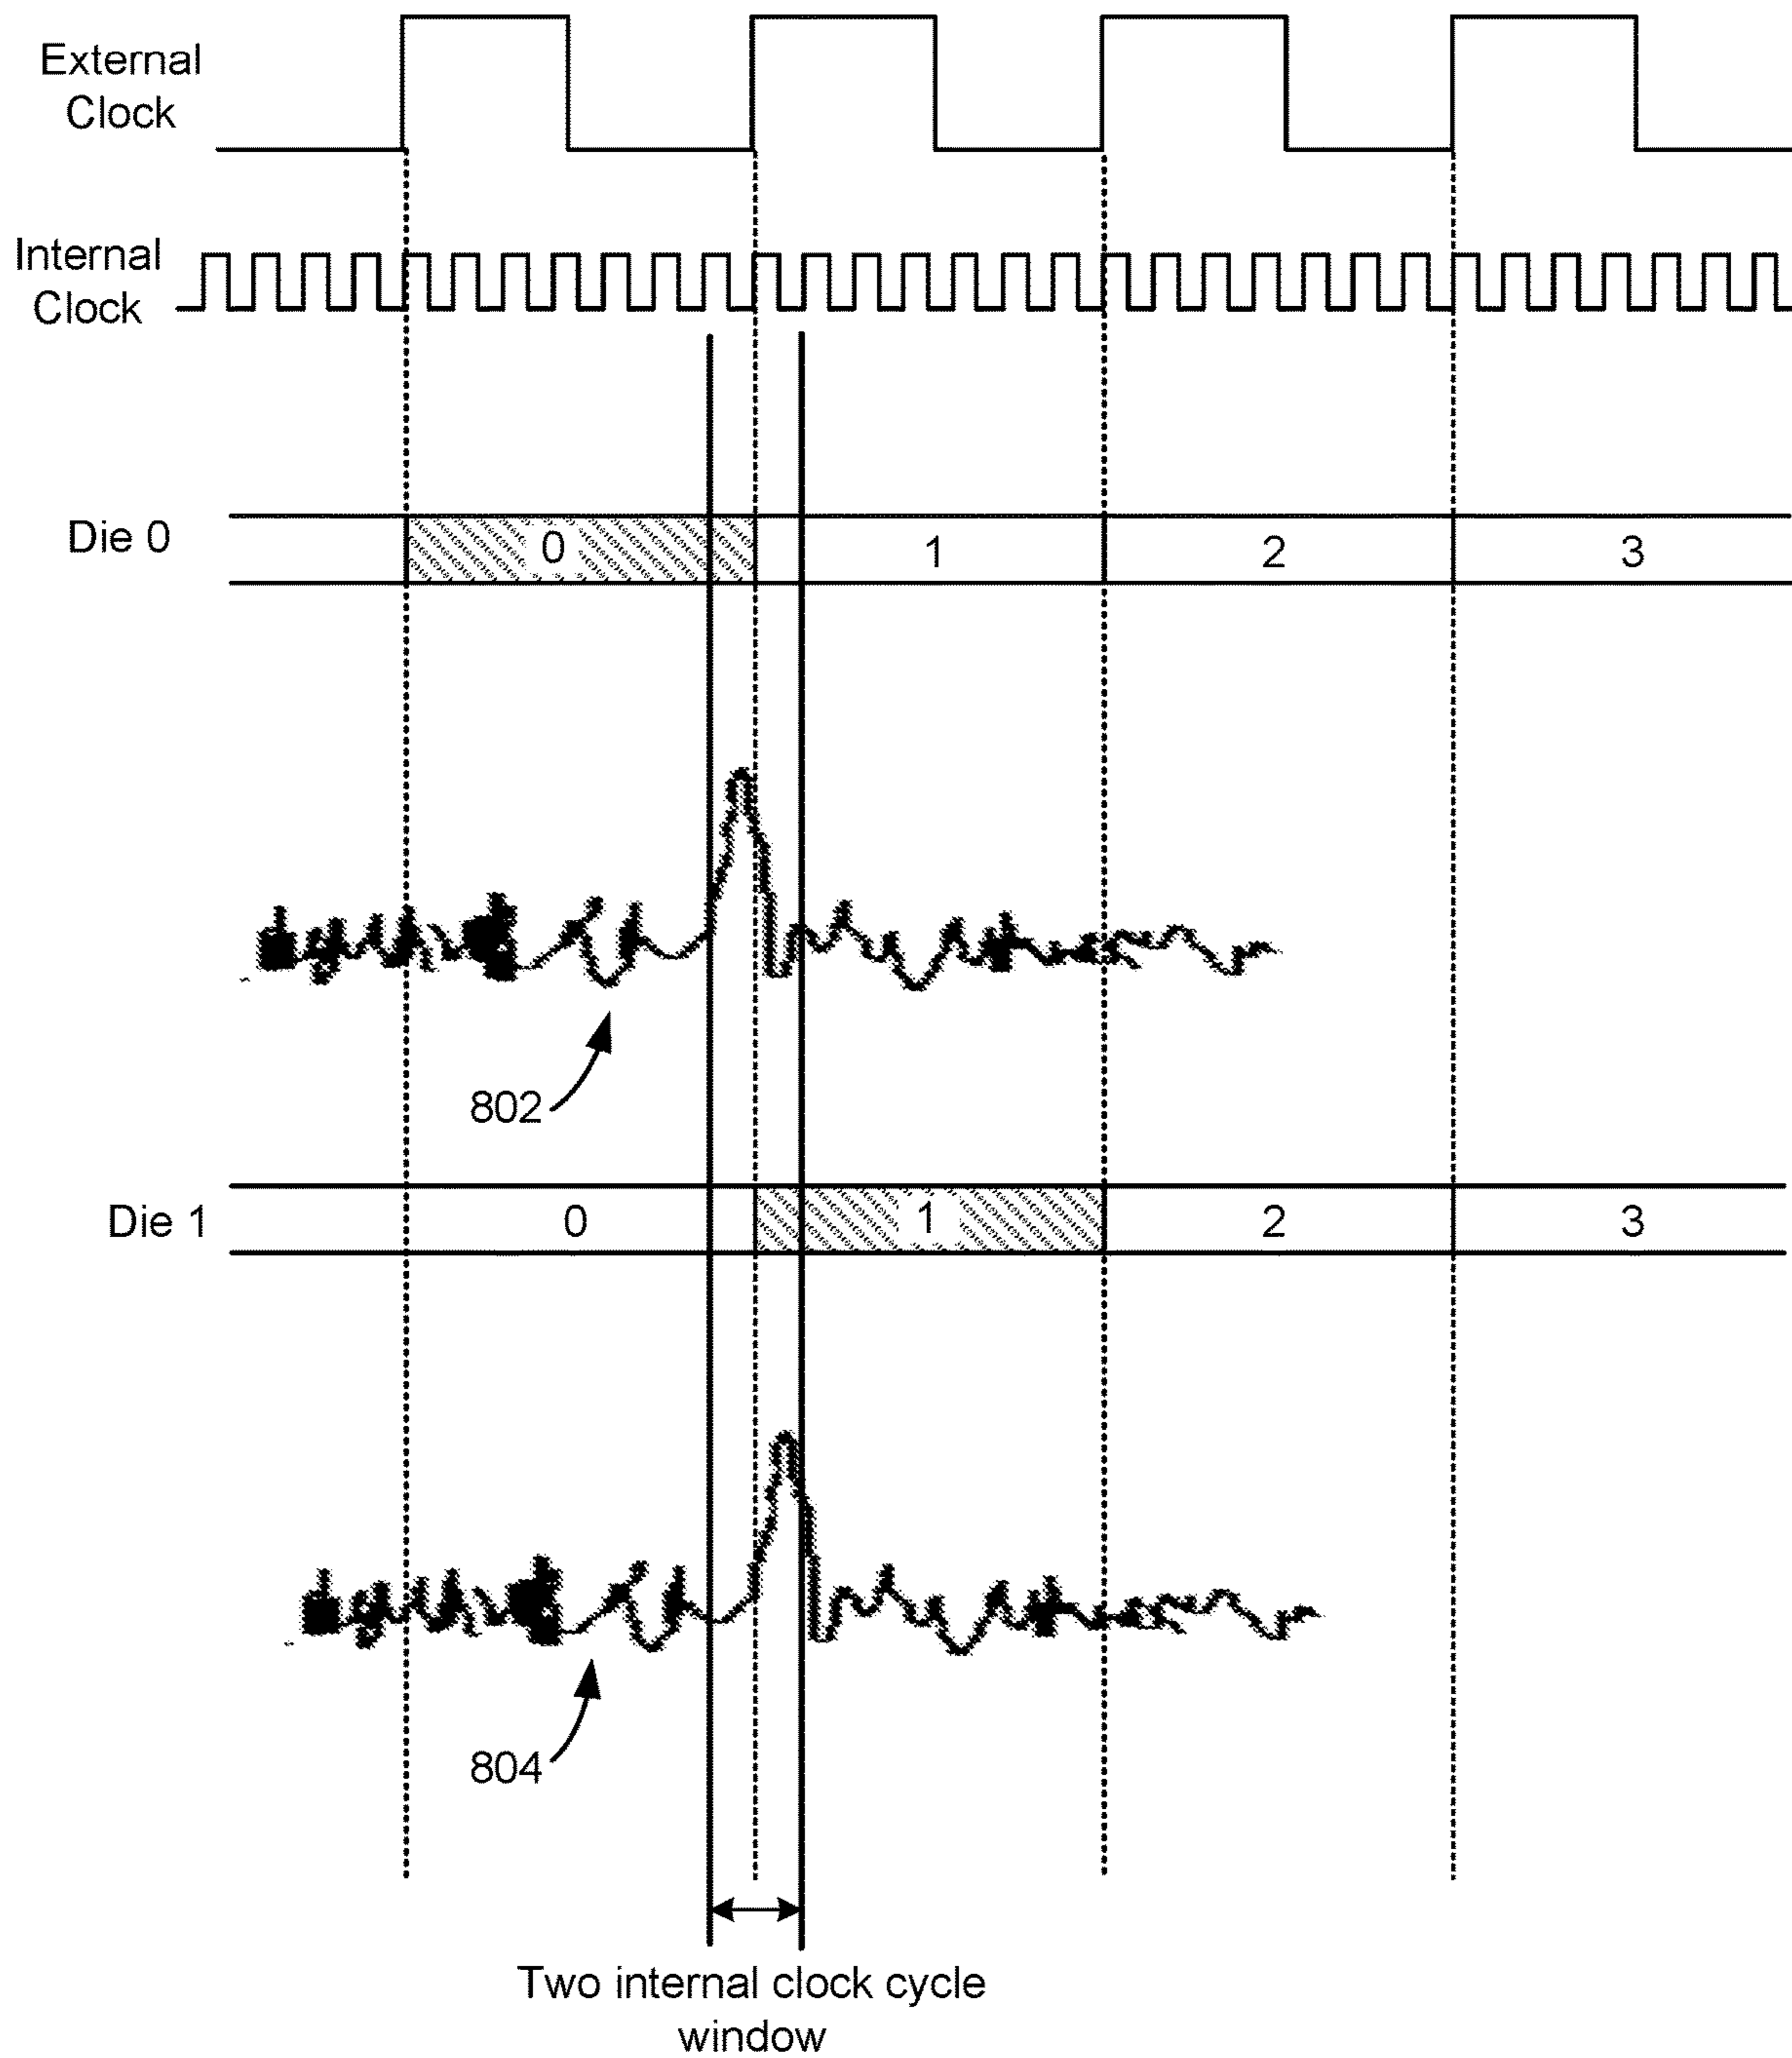 External
Clock
Internal
Clock
Die 0
0
1
2
3
802
Die 1
0
1
2
3
804
Two internal clock cycle
window